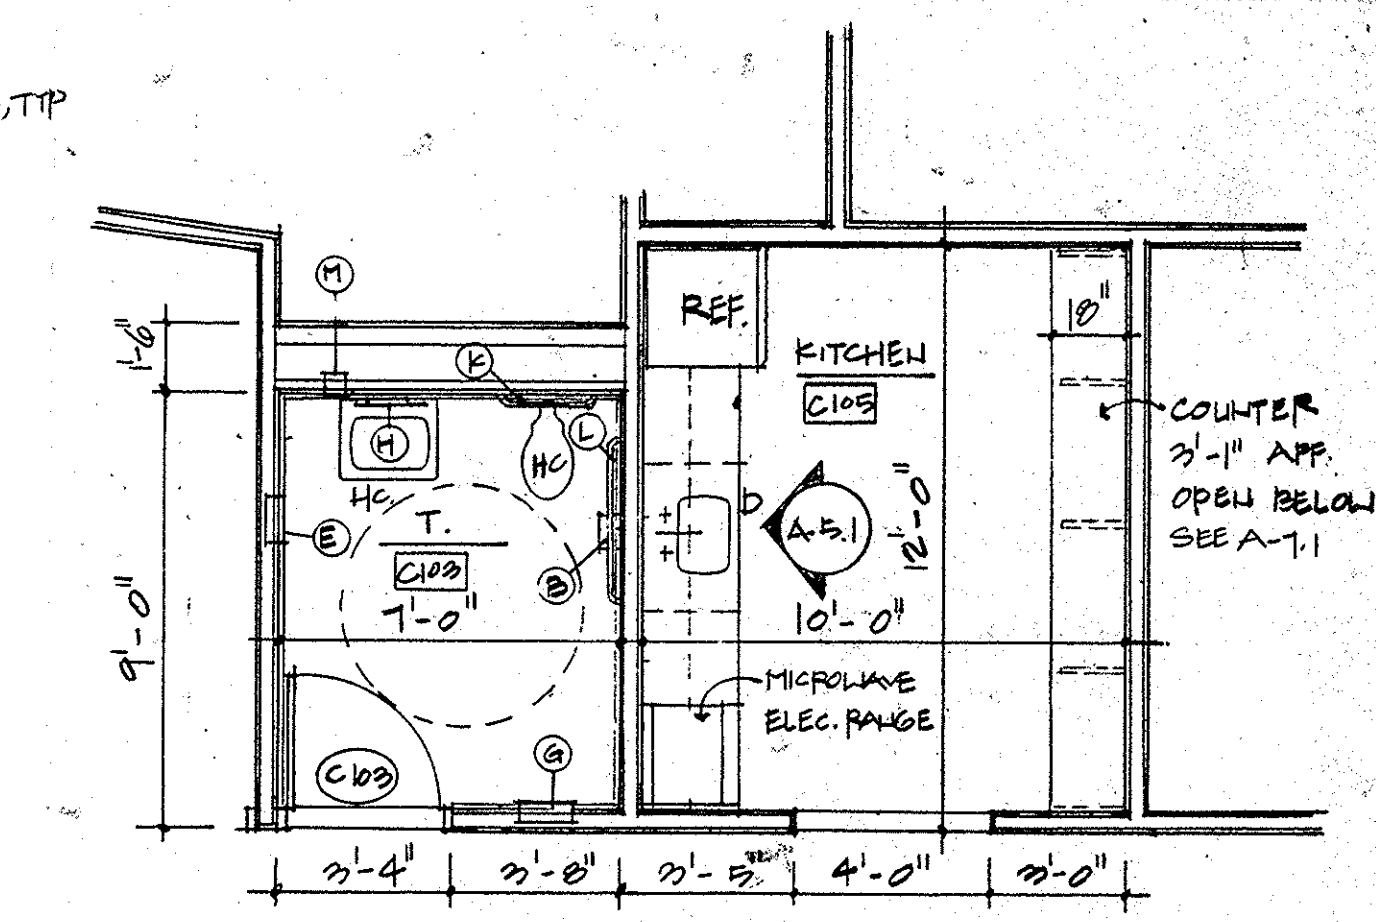 , TYP
M
1'-6"
K
REF.
18"
KITCHEN
C105
COUNTER
3'-1" AFF.
OPEN BELOW
SEE A-7.1
H
L
HC
HC.
T.
E
C103
B
D
A-5.1
12'-0"
9'-0"
7'-0"
10'-0"
MICROWAVE
ELEC. RANGE
C103
G
3'-4"
3'-8"
3'-5"
4'-0"
3'-0"